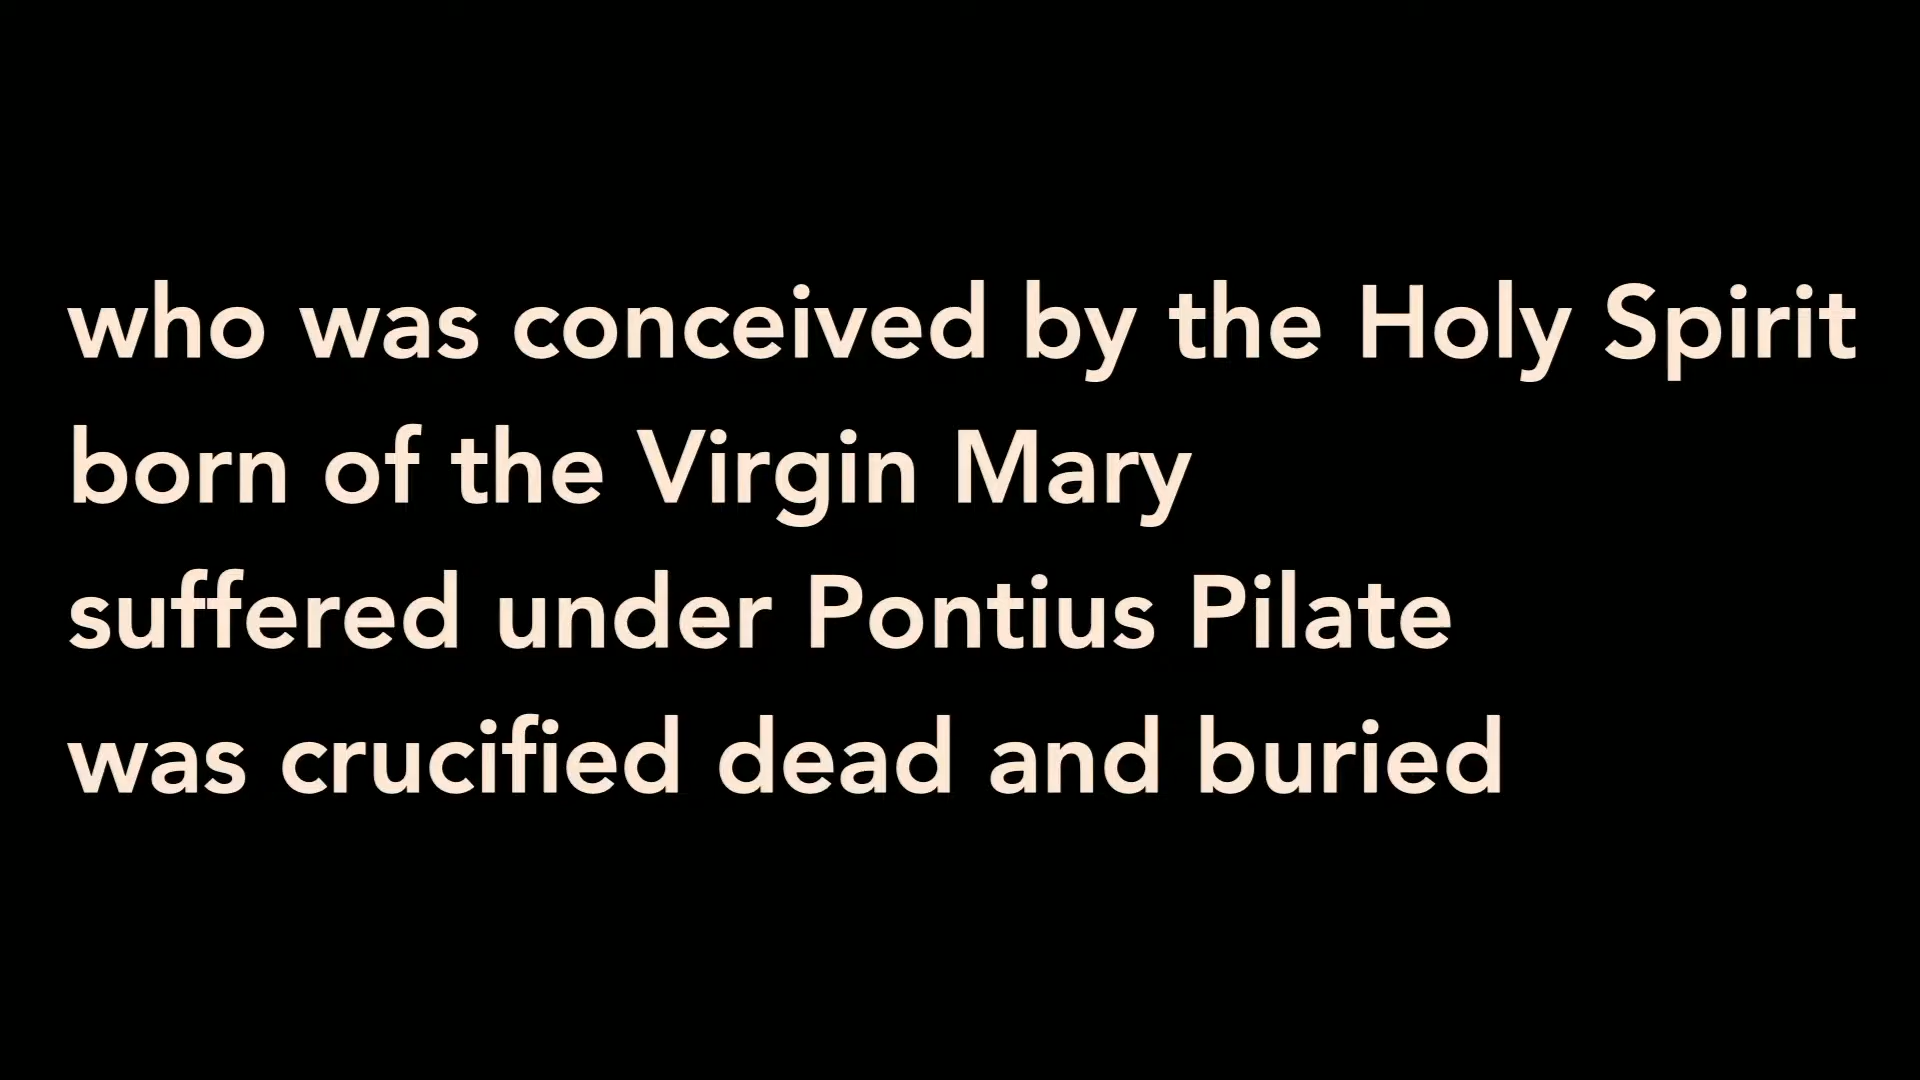 who was conceived by the Holy Spirit
born of the Virgin Mary
suffered under Pontius Pilate
was crucified dead and buried